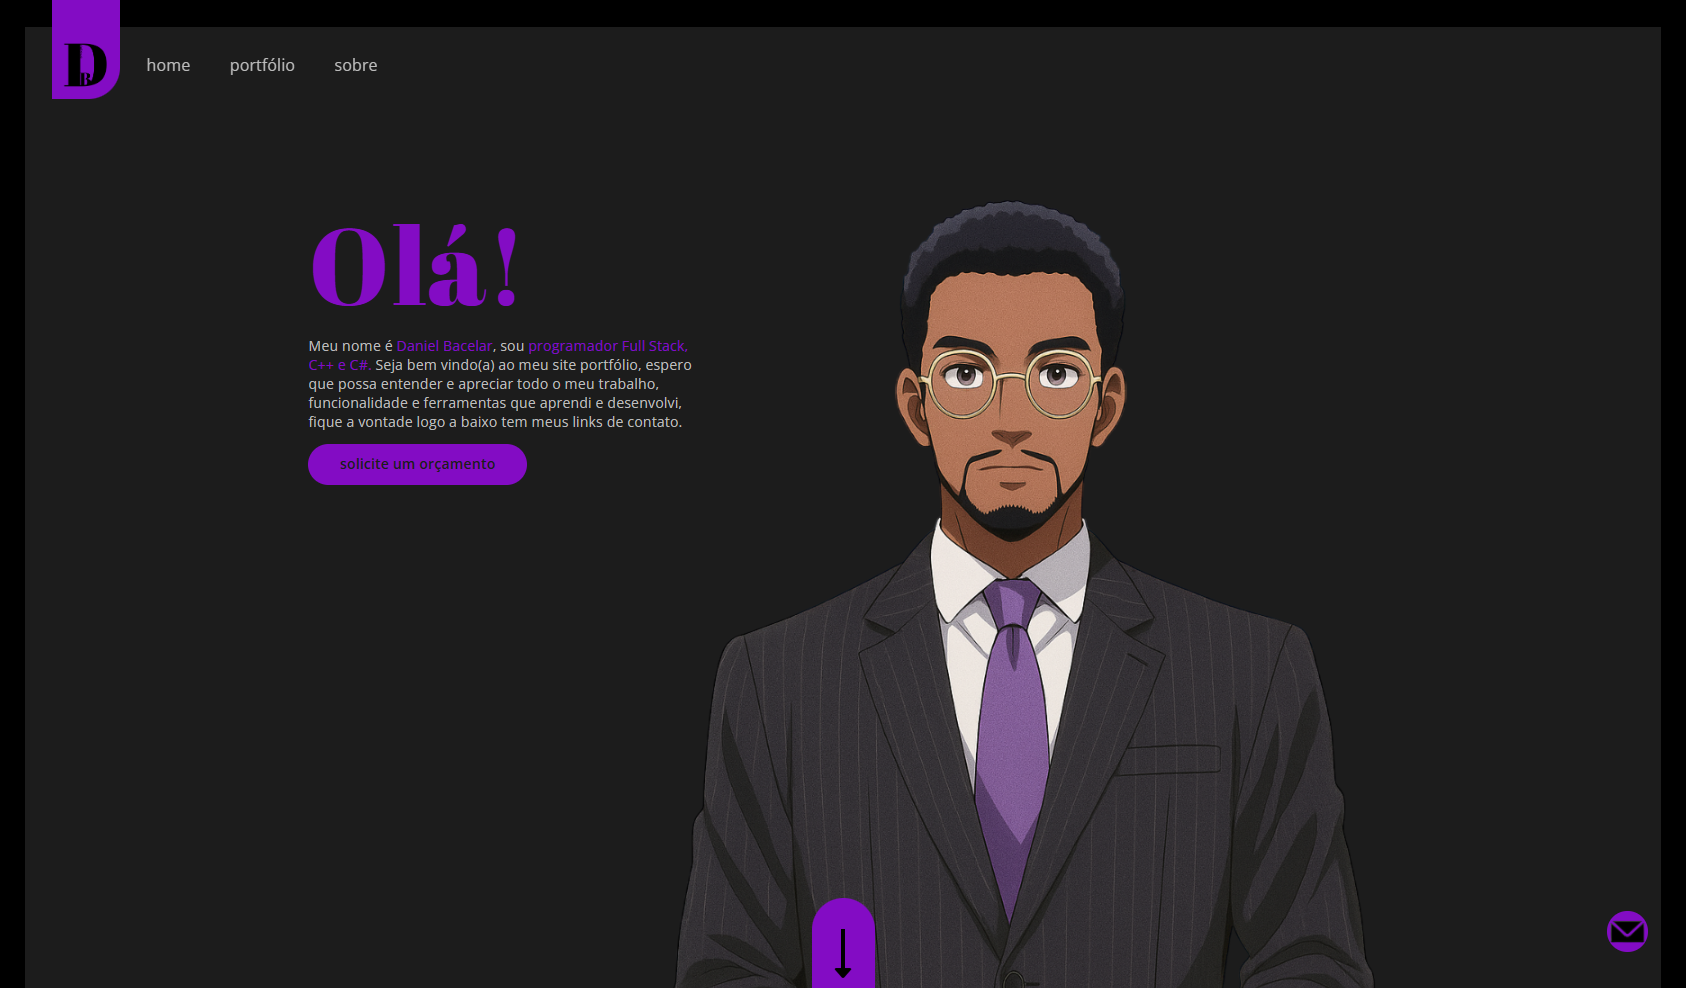 DB
home portfólio sobre
Olá!
Meu nome é Daniel Bacelar, sou programador Full Stack,
C++ e C#. Seja bem vindo(a) ao meu site portfólio, espero
que possa entender e apreciar todo o meu trabalho,
funcionalidade e ferramentas que aprendi e desenvolvi,
fique a vontade logo a baixo tem meus links de contato.
solicite um orçamento